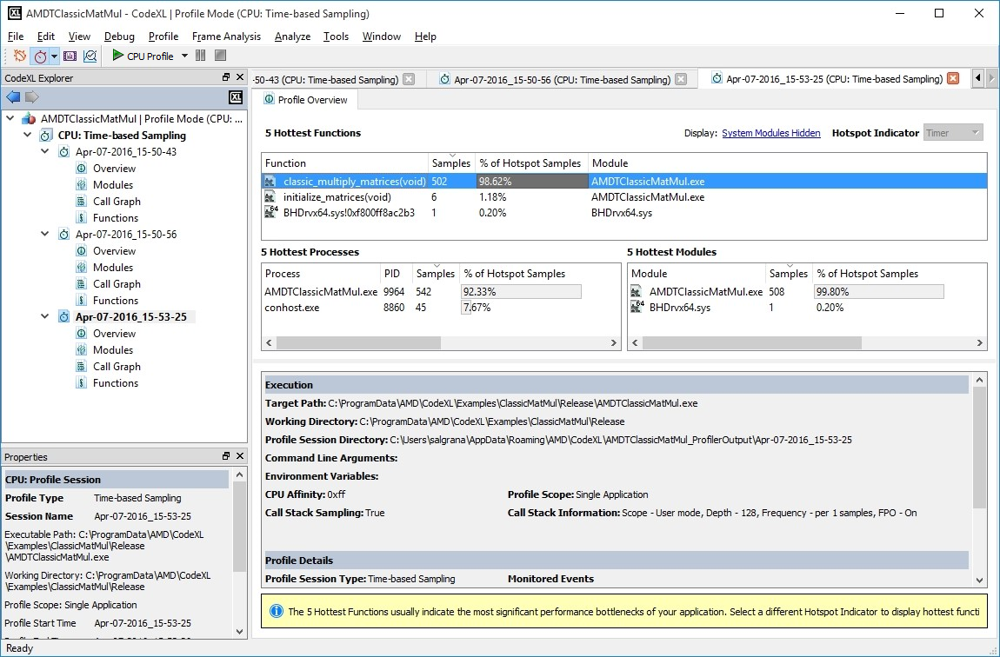 AMDTClassicMatMul - CodeXL | Profile Mode (CPU: Time-based Sampling)
File Edit View Debug Profile Frame Analysis Analyze Tools Window Help
CPU Profile
CodeXL Explorer
XL
AMDTClassicMatMul | Profile Mode (CPU: ...
CPU: Time-based Sampling
Apr-07-2016_15-50-43
Overview
Modules
Call Graph
Functions
Apr-07-2016_15-50-56
Overview
Modules
Call Graph
Functions
Apr-07-2016_15-53-25
Overview
Modules
Call Graph
Functions
Properties
CPU: Profile Session
Profile Type Time-based Sampling
Session Name Apr-07-2016_15-53-25
Executable Path: C:\ProgramData\AMD\CodeXL
\Examples\ClassicMatMul\Release
\AMDTClassicMatMul.exe
Working Directory: C:\ProgramData\AMD\CodeXL
\Examples\ClassicMatMul\Release
Profile Scope: Single Application
Profile Start Time Apr-07-2016_15-53-25
-50-43 (CPU: Time-based Sampling) Apr-07-2016_15-50-56 (CPU: Time-based Sampling) Apr-07-2016_15-53-25 (CPU: Time-based Sampling)
Profile Overview
5 Hottest Functions Display: System Modules Hidden Hotspot Indicator Timer
Function Samples % of Hotspot Samples Module
classic_multiply_matrices(void) 502 98.62% AMDTClassicMatMul.exe
initialize_matrices(void) 6 1.18% AMDTClassicMatMul.exe
64 BHDrvx64.sys!0xf800ff8ac2b3 1 0.20% BHDrvx64.sys
5 Hottest Processes
Process PID Samples % of Hotspot Samples
AMDTClassicMatMul.exe 9964 542 92.33%
conhost.exe 8860 45 7.67%
5 Hottest Modules
Module Samples % of Hotspot Samples
AMDTClassicMatMul.exe 508 99.80%
64 BHDrvx64.sys 1 0.20%
Execution
Target Path: C:\ProgramData\AMD\CodeXL\Examples\ClassicMatMul\Release\AMDTClassicMatMul.exe
Working Directory: C:\ProgramData\AMD\CodeXL\Examples\ClassicMatMul\Release
Profile Session Directory: C:\Users\salgrana\AppData\Roaming\AMD\CodeXL\AMDTClassicMatMul_ProfilerOutput\Apr-07-2016_15-53-25
Command Line Arguments:
Environment Variables:
CPU Affinity: 0xff Profile Scope: Single Application
Call Stack Sampling: True Call Stack Information: Scope - User mode, Depth - 128, Frequency - per 1 samples, FPO - On
Profile Details
Profile Session Type: Time-based Sampling Monitored Events
The 5 Hottest Functions usually indicate the most significant performance bottlenecks of your application. Select a different Hotspot Indicator to display hottest functi
Ready